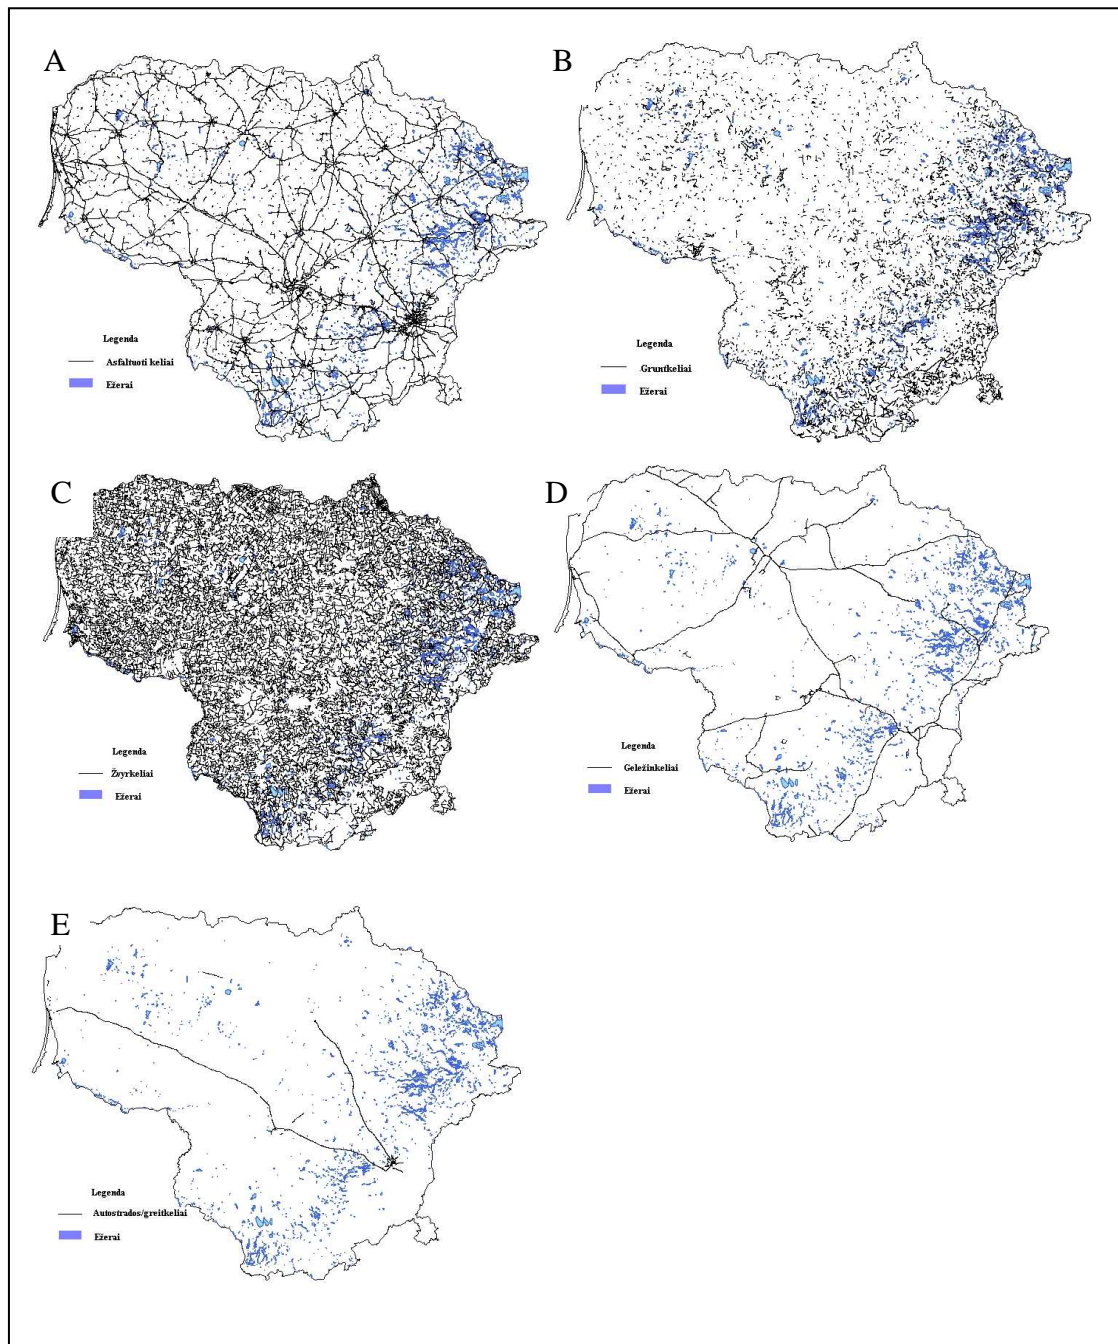 A
Legenda
Asfaltuoti keliai
Ežerai
B
Legenda
Gruntkeliai
Ežerai
C
Legenda
Žvyrkeliai
Ežerai
D
Legenda
Geležinkeliai
Ežerai
E
Legenda
Autostrados/greitkeliai
Ežerai